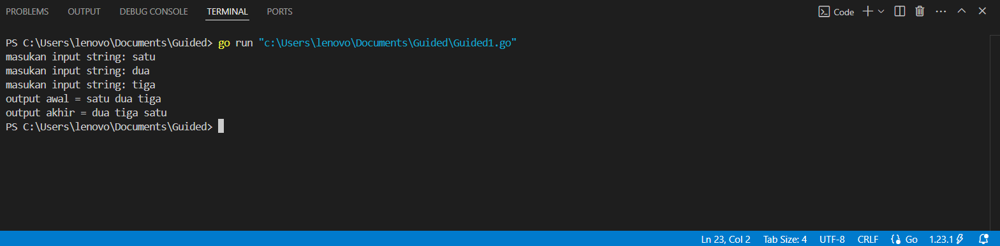 PROBLEMS OUTPUT DEBUG CONSOLE TERMINAL PORTS Code
PS C:\Users\lenovo\Documents\Guided> go run "c:\Users\lenovo\Documents\Guided\Guided1.go"
masukan input string: satu
masukan input string: dua
masukan input string: tiga
output awal = satu dua tiga
output akhir = dua tiga satu
PS C:\Users\lenovo\Documents\Guided>
Ln 23, Col 2 Tab Size: 4 UTF-8 CRLF Go 1.23.1